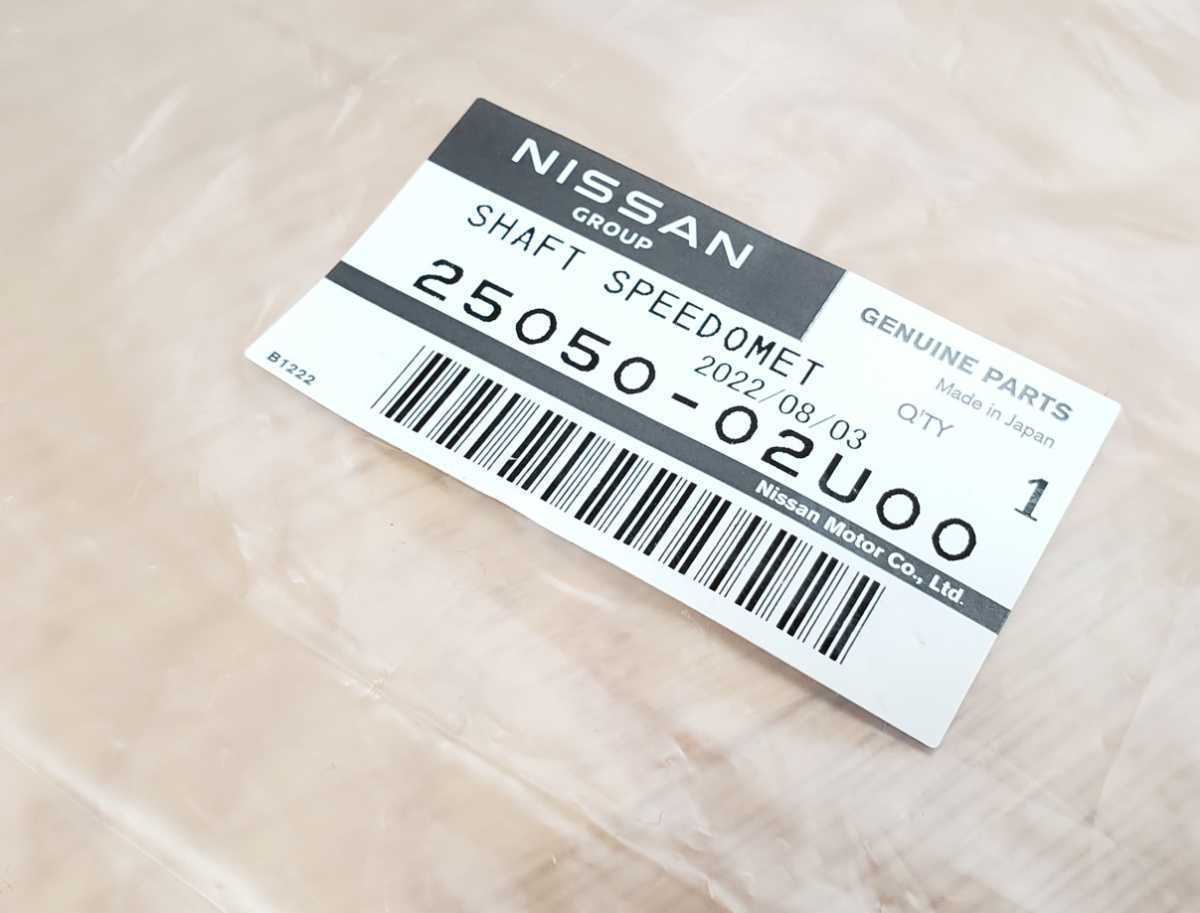 NISSAN
GROUP
GENUINE PARTS
Made in Japan
SHAFT SPEEDOMET
Q'TY
2022/08/03
1
25050-02U00
Nissan Motor Co., Ltd.
B1222